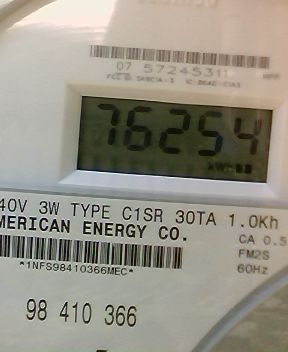 07 57245311
76254
40V 3W TYPE C1SR 30TA 1.0Kh
MERICAN ENERGY CO.
CA 0.5
FM2S
60Hz
*1NFS98410366MEC*
98 410 366